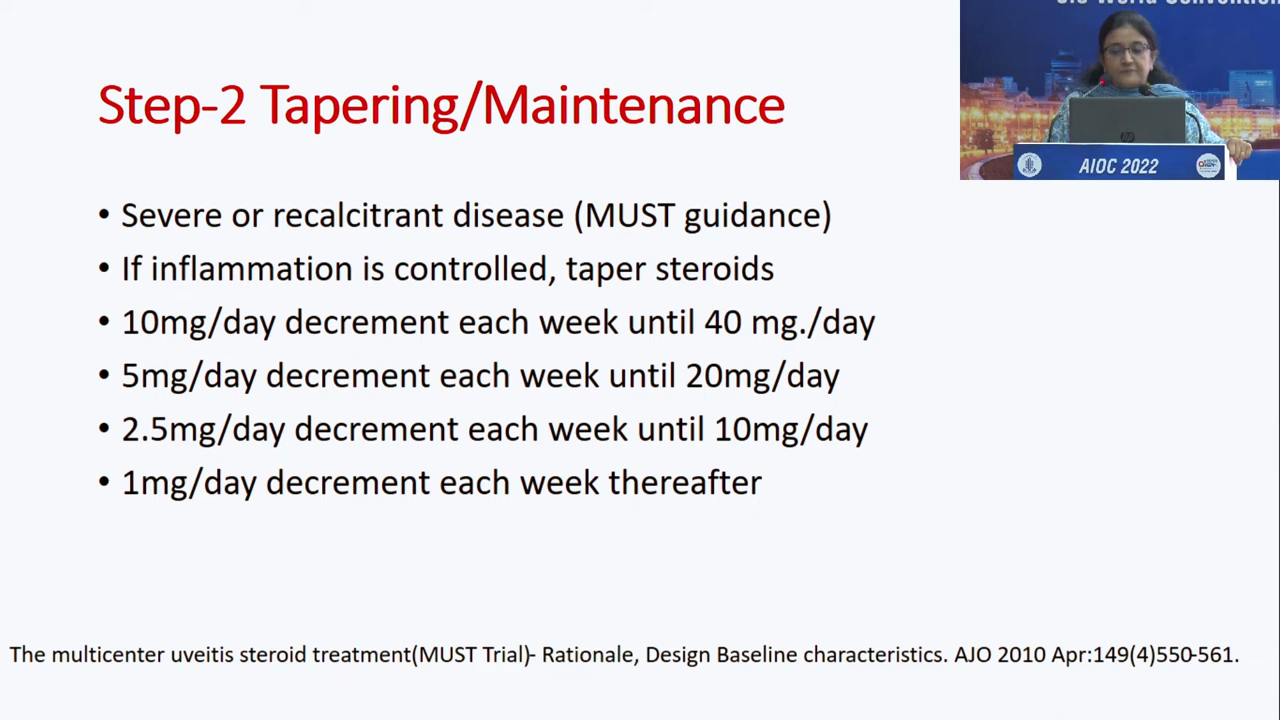 Step-2 Tapering/Maintenance
AIOC 2022
• Severe or recalcitrant disease (MUST guidance)
• If inflammation is controlled, taper steroids
• 10mg/day decrement each week until 40 mg./day
• 5mg/day decrement each week until 20mg/day
• 2.5mg/day decrement each week until 10mg/day
• 1mg/day decrement each week thereafter
The multicenter uveitis steroid treatment(MUST Trial)- Rationale, Design Baseline characteristics. AJO 2010 Apr:149(4)550-561.